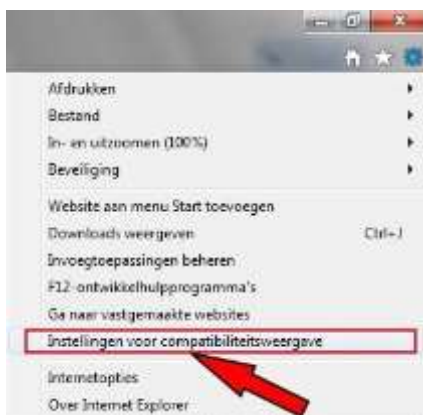 Afdrukken
Bestand
In- en uitzoomen (100%)
Beveiliging
Website aan menu Start toevoegen
Downloads weergeven Ctrl+J
Invoegtoepassingen beheren
F12-ontwikkelhulpprogramma's
Ga naar vastgemaakte websites
Instellingen voor compatibiliteitsweergave
Internetopties
Over Internet Explorer